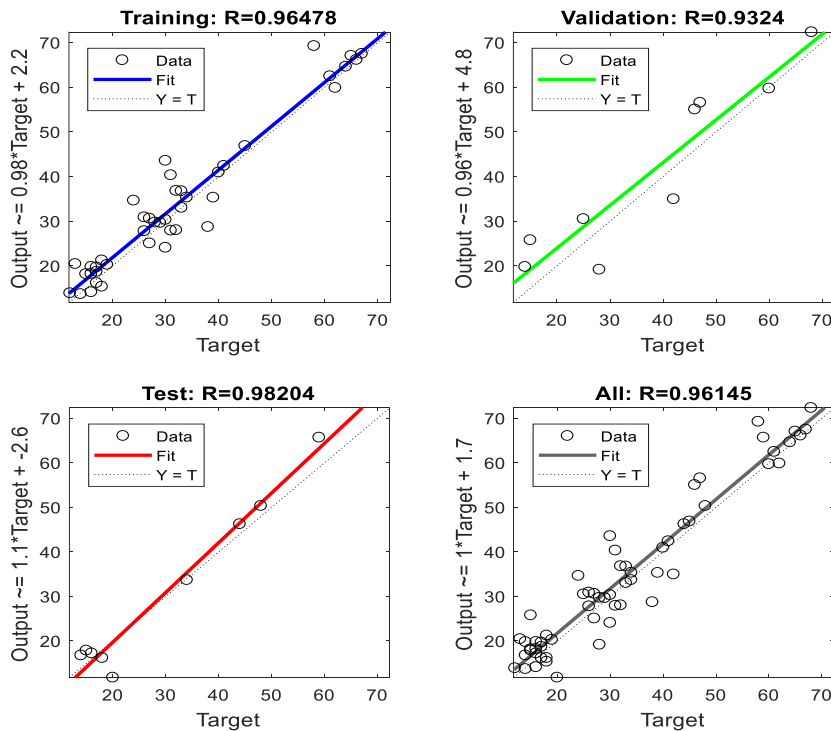 Training: R=0.96478
Output ~= 0.98*Target + 2.2
70
60
50
40
30
20
Data
Fit
Y = T
20 30 40 50 60 70
Target
Validation: R=0.9324
Output ~= 0.96*Target + 4.8
70
60
50
40
30
20
Data
Fit
Y = T
20 30 40 50 60 70
Target
Test: R=0.98204
Output ~= 1.1*Target + -2.6
70
60
50
40
30
20
Data
Fit
Y = T
20 30 40 50 60 70
Target
All: R=0.96145
Output ~= 1*Target + 1.7
70
60
50
40
30
20
Data
Fit
Y = T
20 30 40 50 60 70
Target